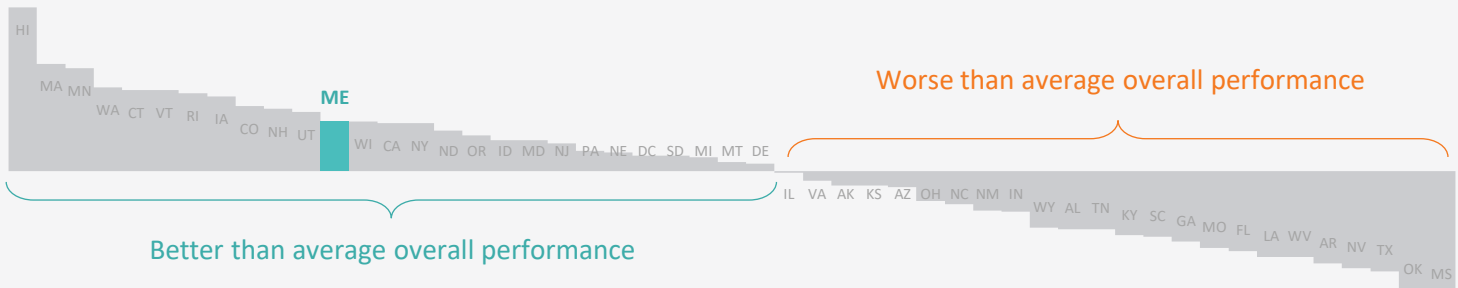 HI
MA
MN
WA
CT
VT
RI
IA
CO
NH
UT
ME
WI
CA
NY
ND
OR
ID
MD
NJ
PA
NE
DC
SD
MI
MT
DE
Worse than average overall performance
IL
VA
AK
KS
AZ
OH
NC
NM
IN
WY
AL
TN
KY
SC
GA
MO
FL
LA
WV
AR
NV
TX
OK
MS
Better than average overall performance